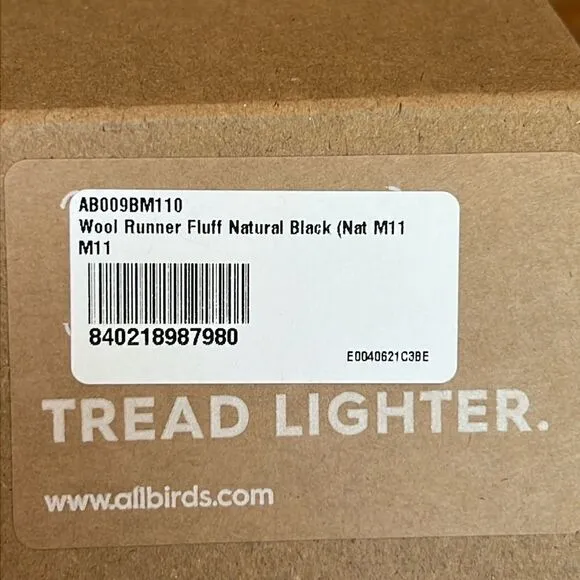 AB009BM110
Wool Runner Fluff Natural Black (Nat M11
M11
840218987980
E0040621C3BE
TREAD LIGHTER.
www.allbirds.com